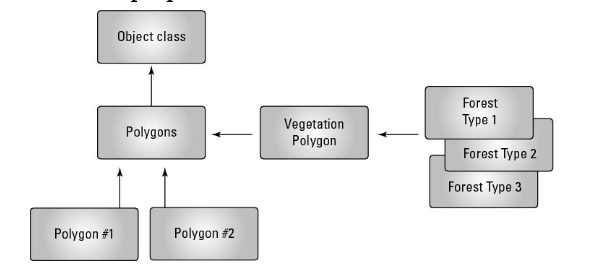 Object class
Polygons
Vegetation
Polygon
Forest
Type 1
Forest Type 2
Forest Type 3
Polygon #1
Polygon #2